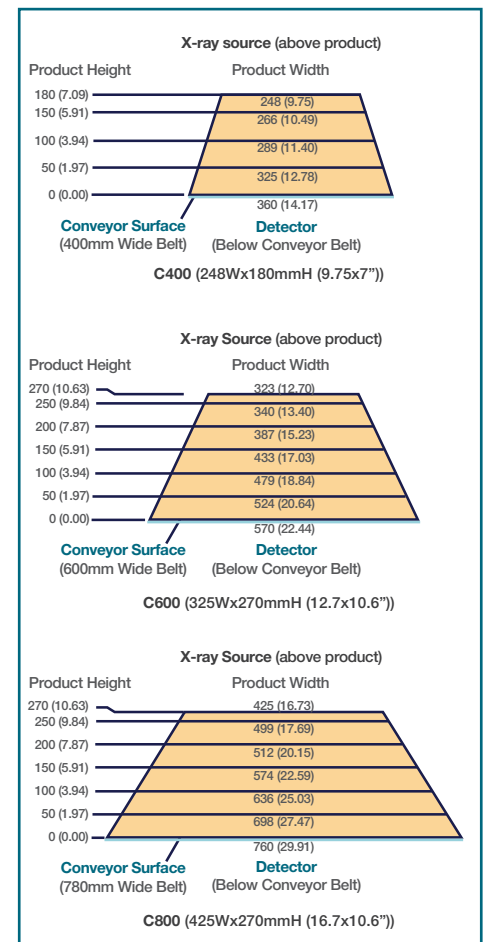 X-ray source (above product)
Product Height Product Width
180 (7.09) 248 (9.75)
150 (5.91) 266 (10.49)
100 (3.94) 289 (11.40)
50 (1.97) 325 (12.78)
0 (0.00) 360 (14.17)
Conveyor Surface Detector
(400mm Wide Belt) (Below Conveyor Belt)
C400 (248Wx180mmH (9.75x7”))
X-ray Source (above product)
Product Height Product Width
270 (10.63) 323 (12.70)
250 (9.84) 340 (13.40)
200 (7.87) 387 (15.23)
150 (5.91) 433 (17.03)
100 (3.94) 479 (18.84)
50 (1.97) 524 (20.64)
0 (0.00) 570 (22.44)
Conveyor Surface Detector
(600mm Wide Belt) (Below Conveyor Belt)
C600 (325Wx270mmH (12.7x10.6”))
X-ray Source (above product)
Product Height Product Width
270 (10.63) 425 (16.73)
250 (9.84) 499 (17.69)
200 (7.87) 512 (20.15)
150 (5.91) 574 (22.59)
100 (3.94) 636 (25.03)
50 (1.97) 698 (27.47)
0 (0.00) 760 (29.91)
Conveyor Surface Detector
(780mm Wide Belt) (Below Conveyor Belt)
C800 (425Wx270mmH (16.7x10.6”))